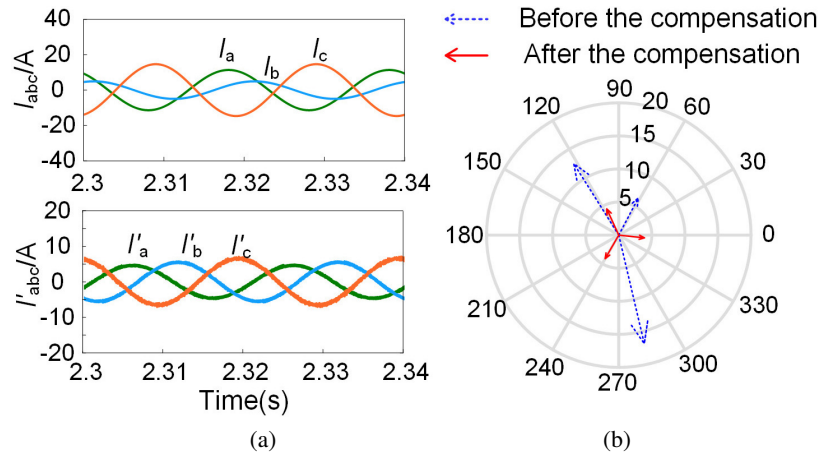 Before the compensation
After the compensation
I_abc/A
40
20
0
-20
-40
I_a
I_b
I_c
2.3 2.31 2.32 2.33 2.34
I'_abc/A
20
10
0
-10
-20
I'_a
I'_b
I'_c
2.3 2.31 2.32 2.33 2.34
Time(s)
(a)
90
120
60
20
15
10
5
150
30
180
0
210
330
240
300
270
(b)